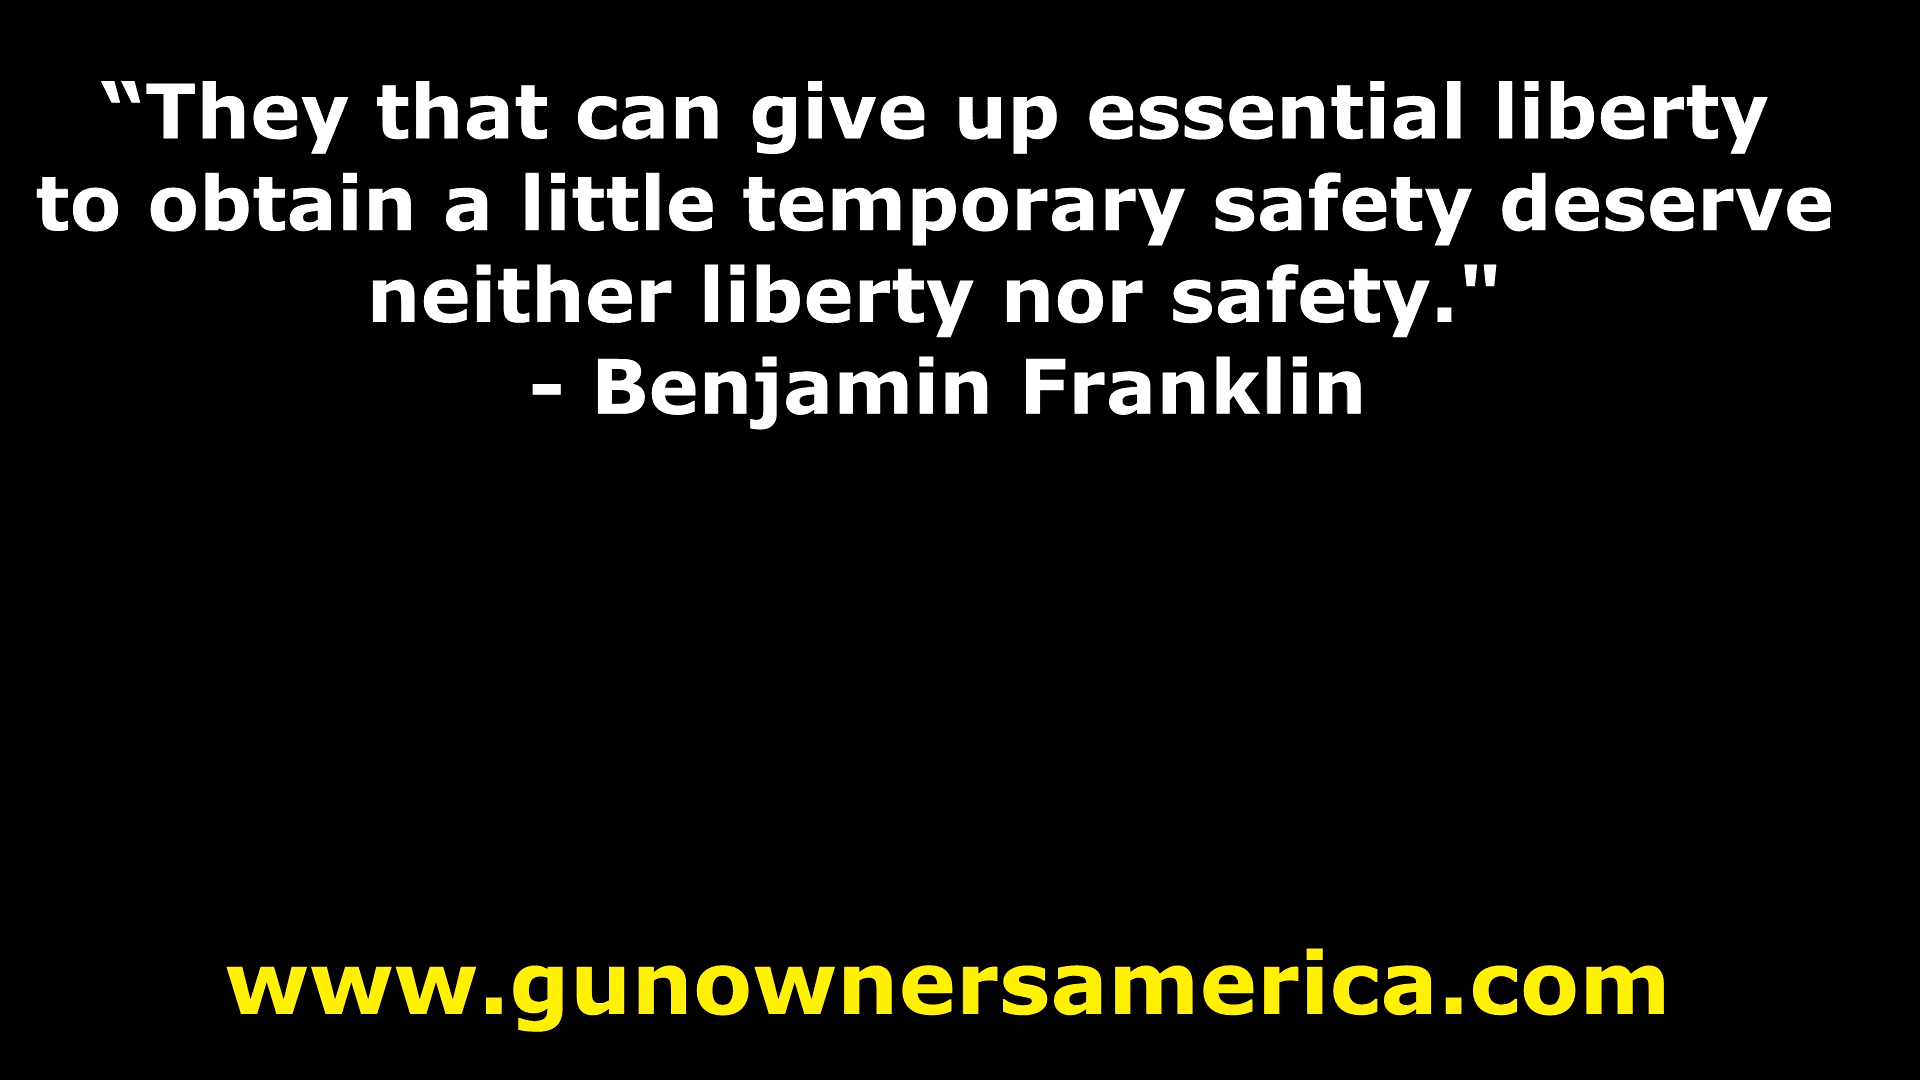 “They that can give up essential liberty
to obtain a little temporary safety deserve
neither liberty nor safety."
- Benjamin Franklin
www.gunownersamerica.com